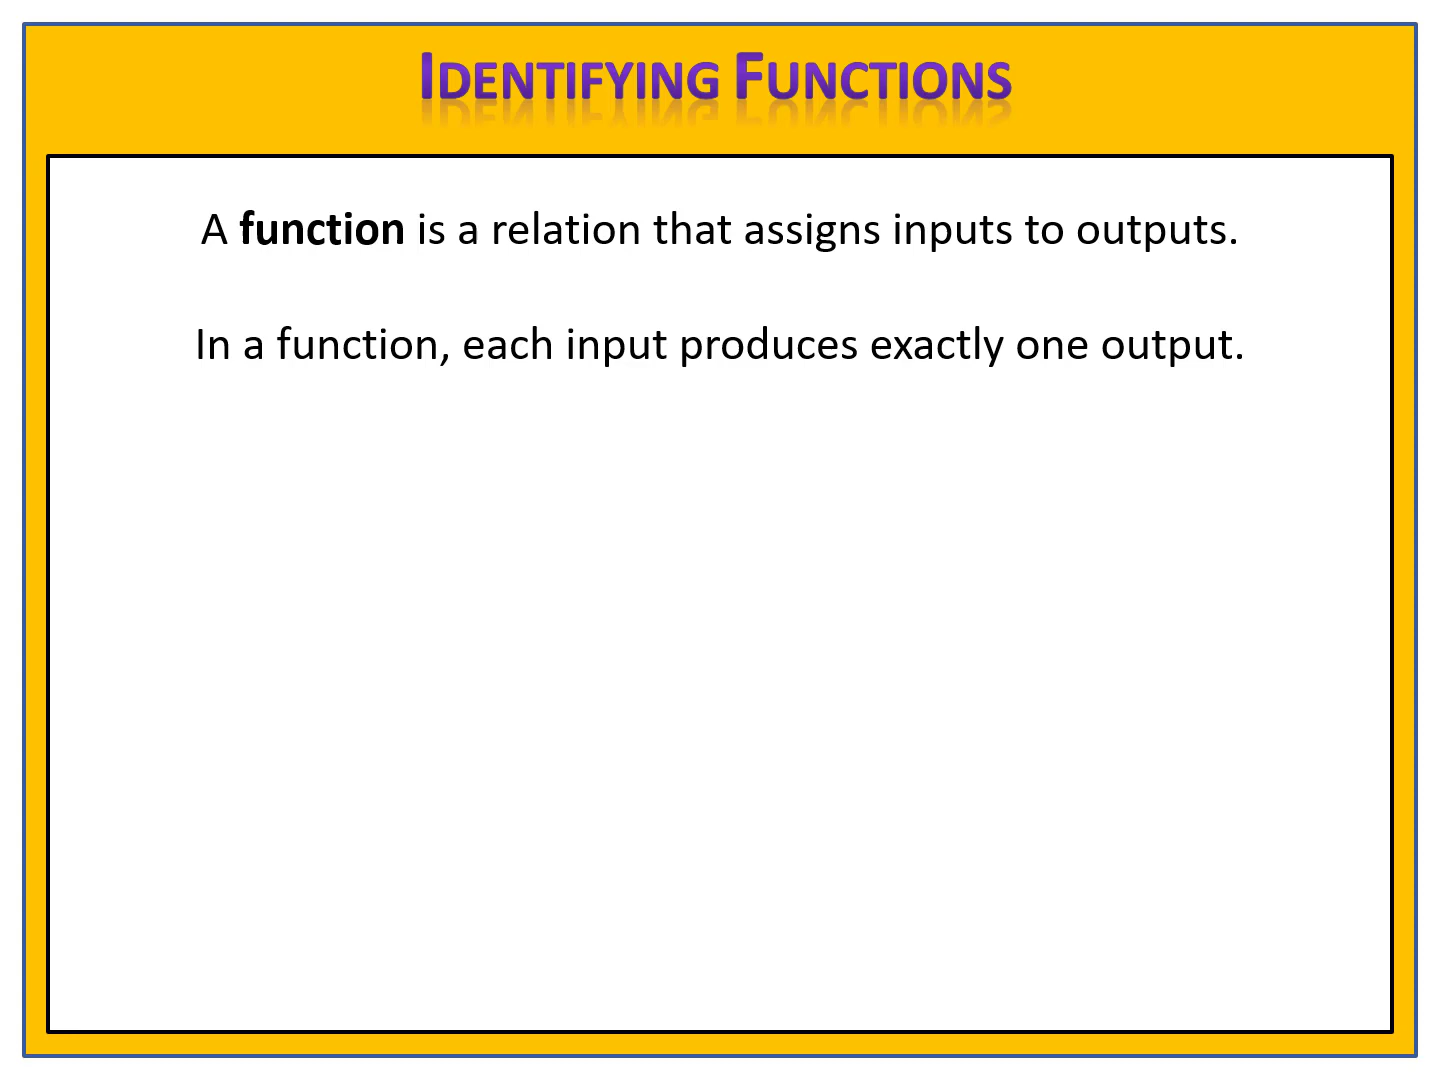 Identifying Functions
A function is a relation that assigns inputs to outputs.
In a function, each input produces exactly one output.